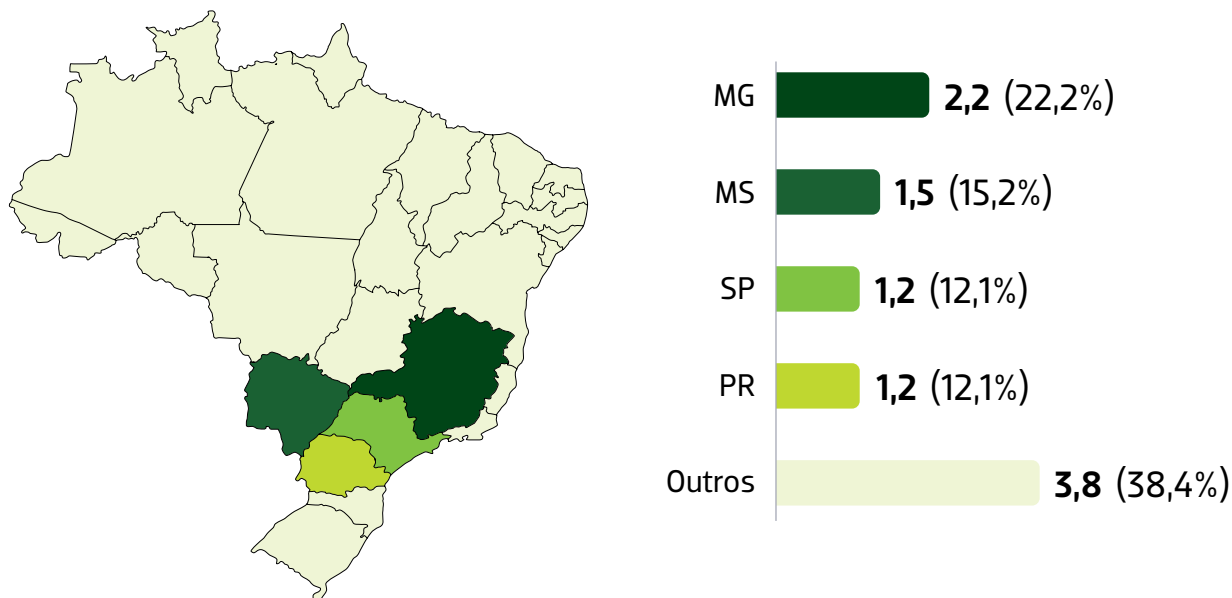 MG 2,2 (22,2%)
MS 1,5 (15,2%)
SP 1,2 (12,1%)
PR 1,2 (12,1%)
Outros 3,8 (38,4%)